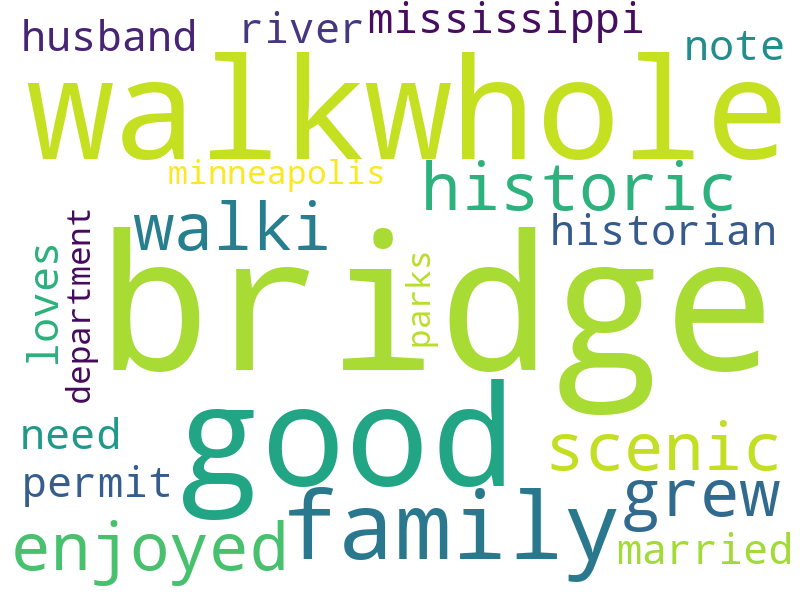 husband river mississippi note
walkwhole
minneapolis historic
walki historian
loves department bridge parks
good
need scenic
permit family grew
enjoyed married